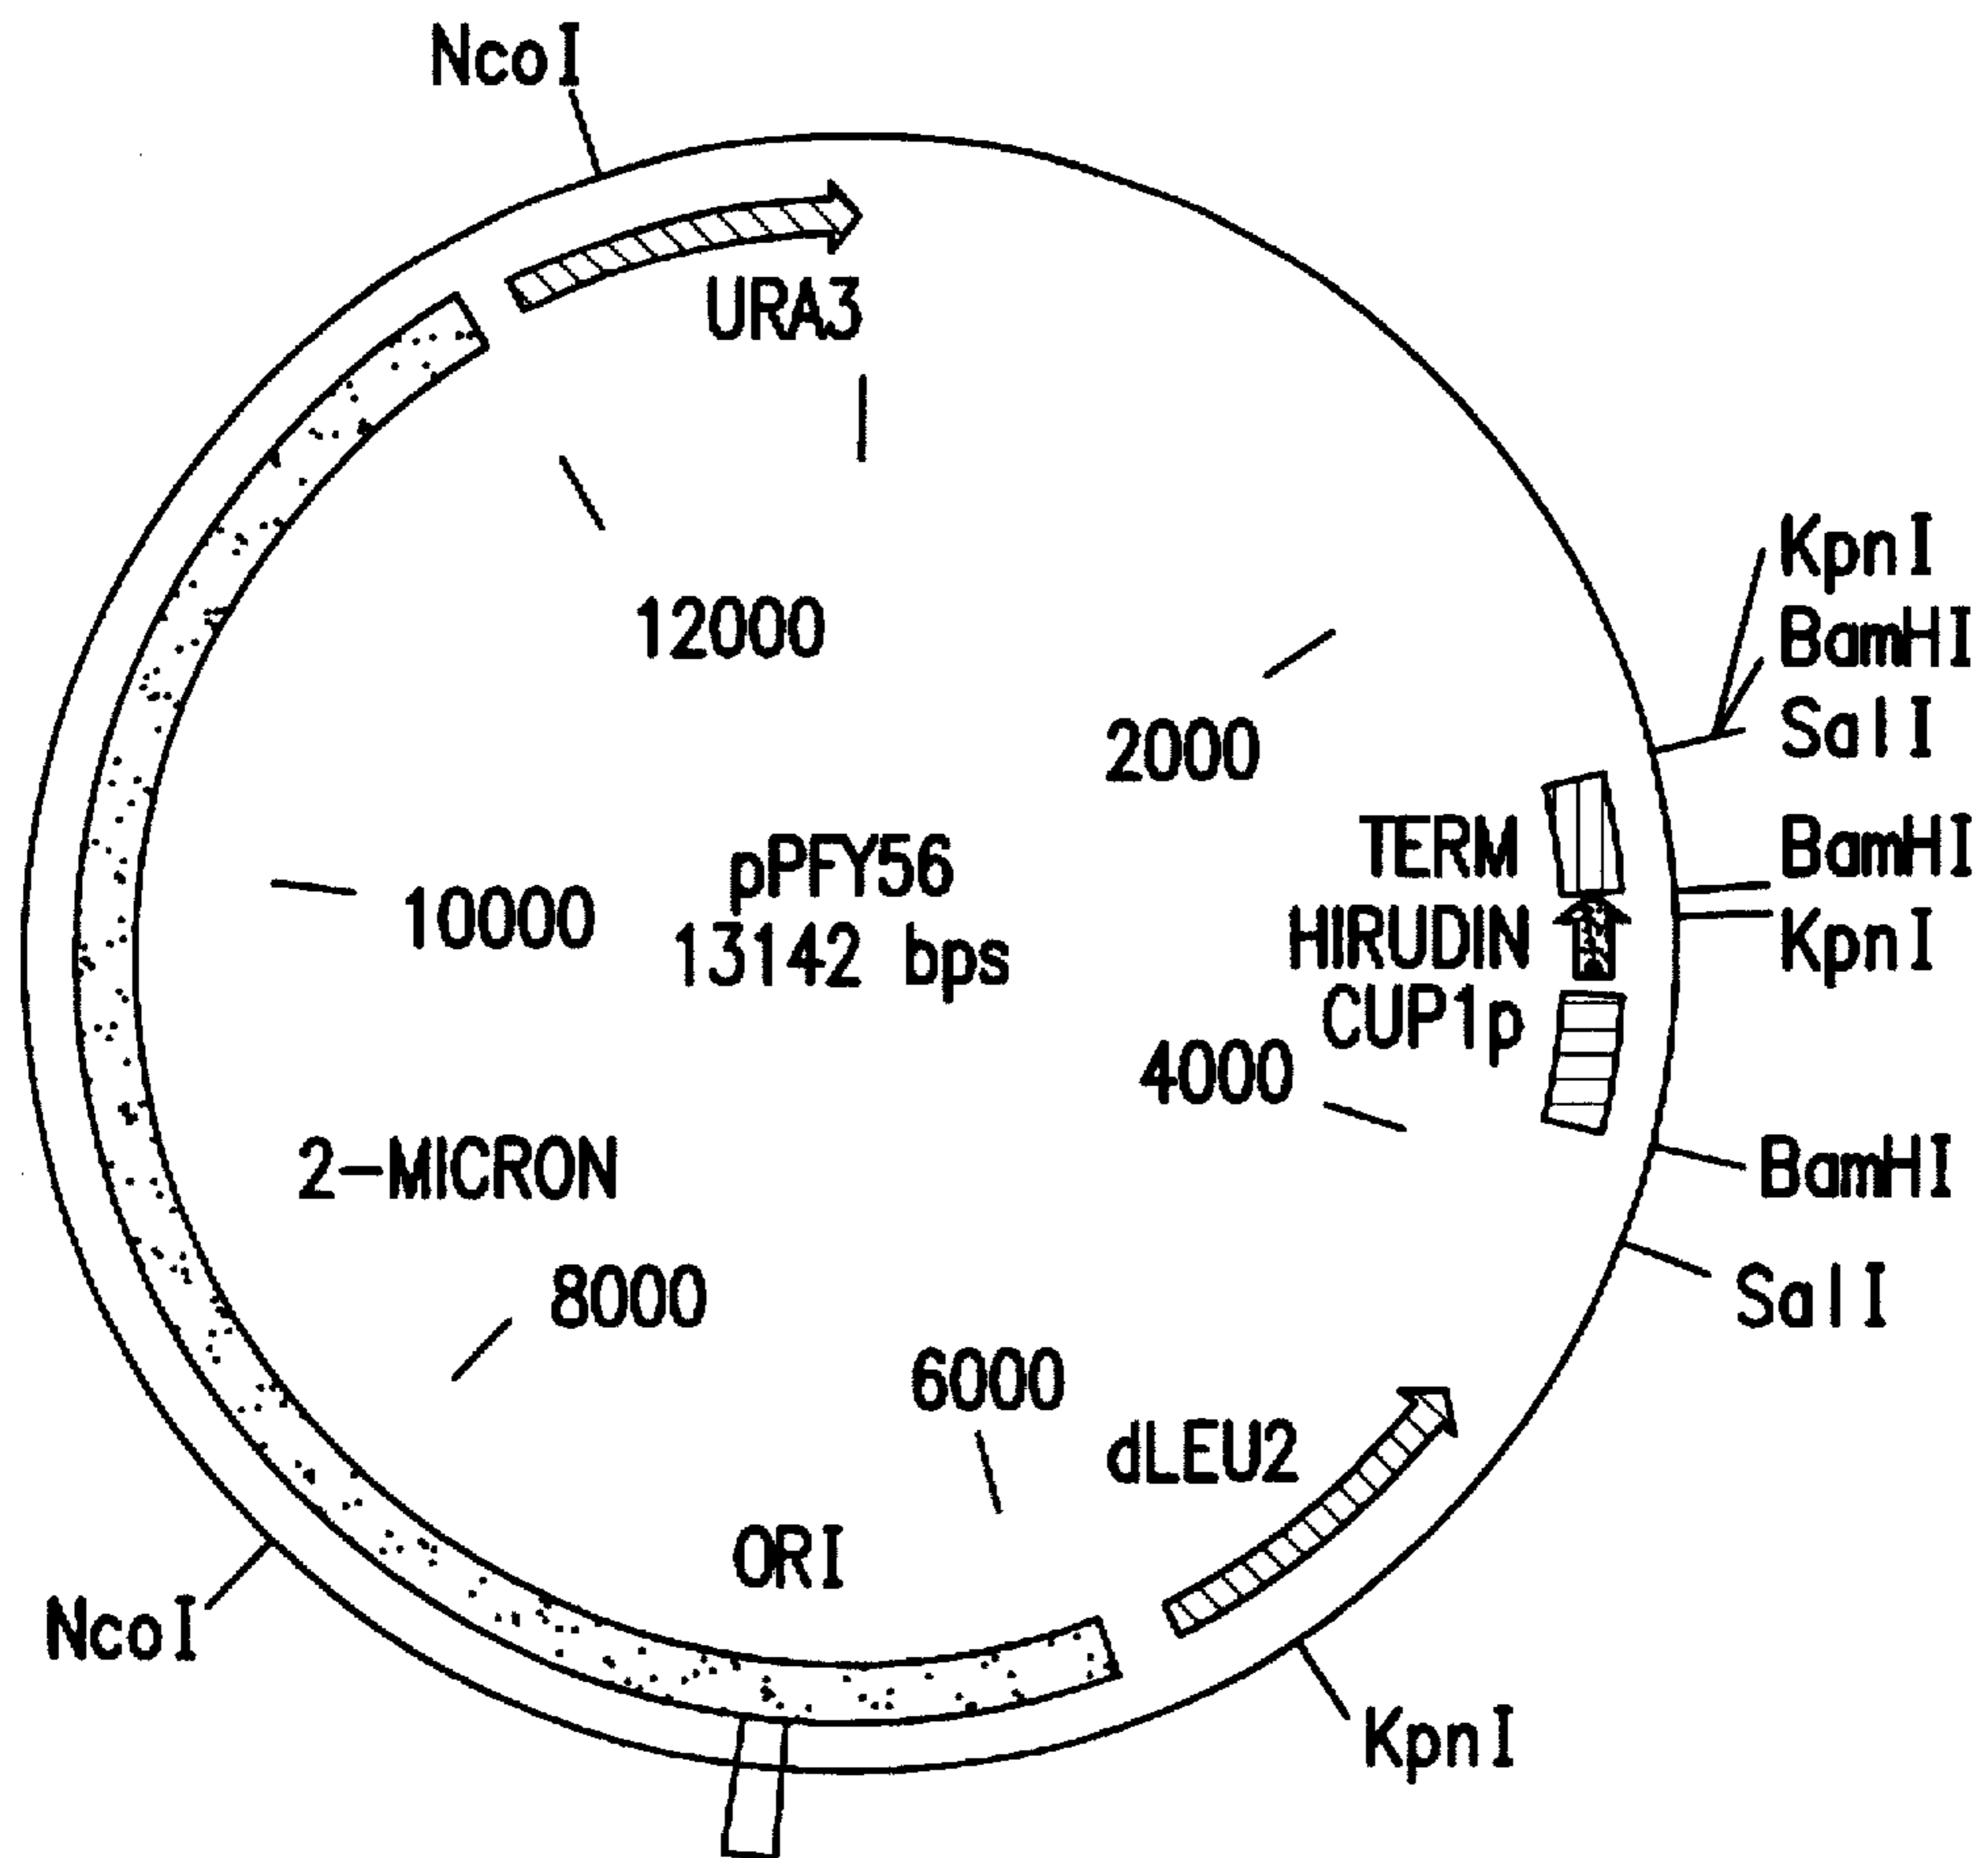 NcoI
URA3
KpnI
12000
BamHI
SalI
2000
TERM
BamHI
pPFY56
10000
HIRUDIN
KpnI
13142 bps
CUP1p
4000
2-MICRON
BamHI
8000
SalI
6000
dLEU2
ORI
NcoI
KpnI